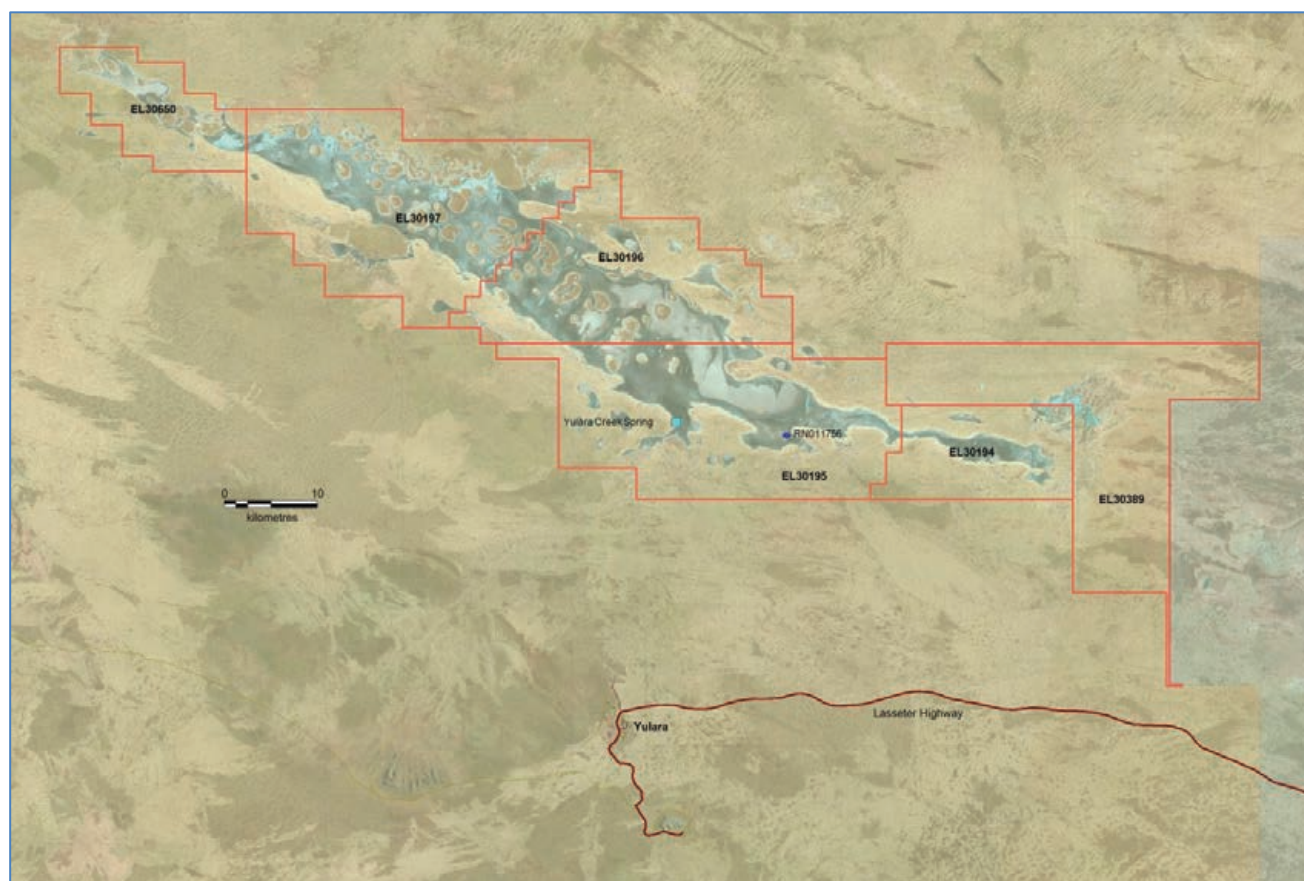 EL30650
EL30197
EL30196
Yulara Creek Spring
RN011756
EL30194
EL30195
EL30389
0 10
kilometres
Lasseter Highway
Yulara